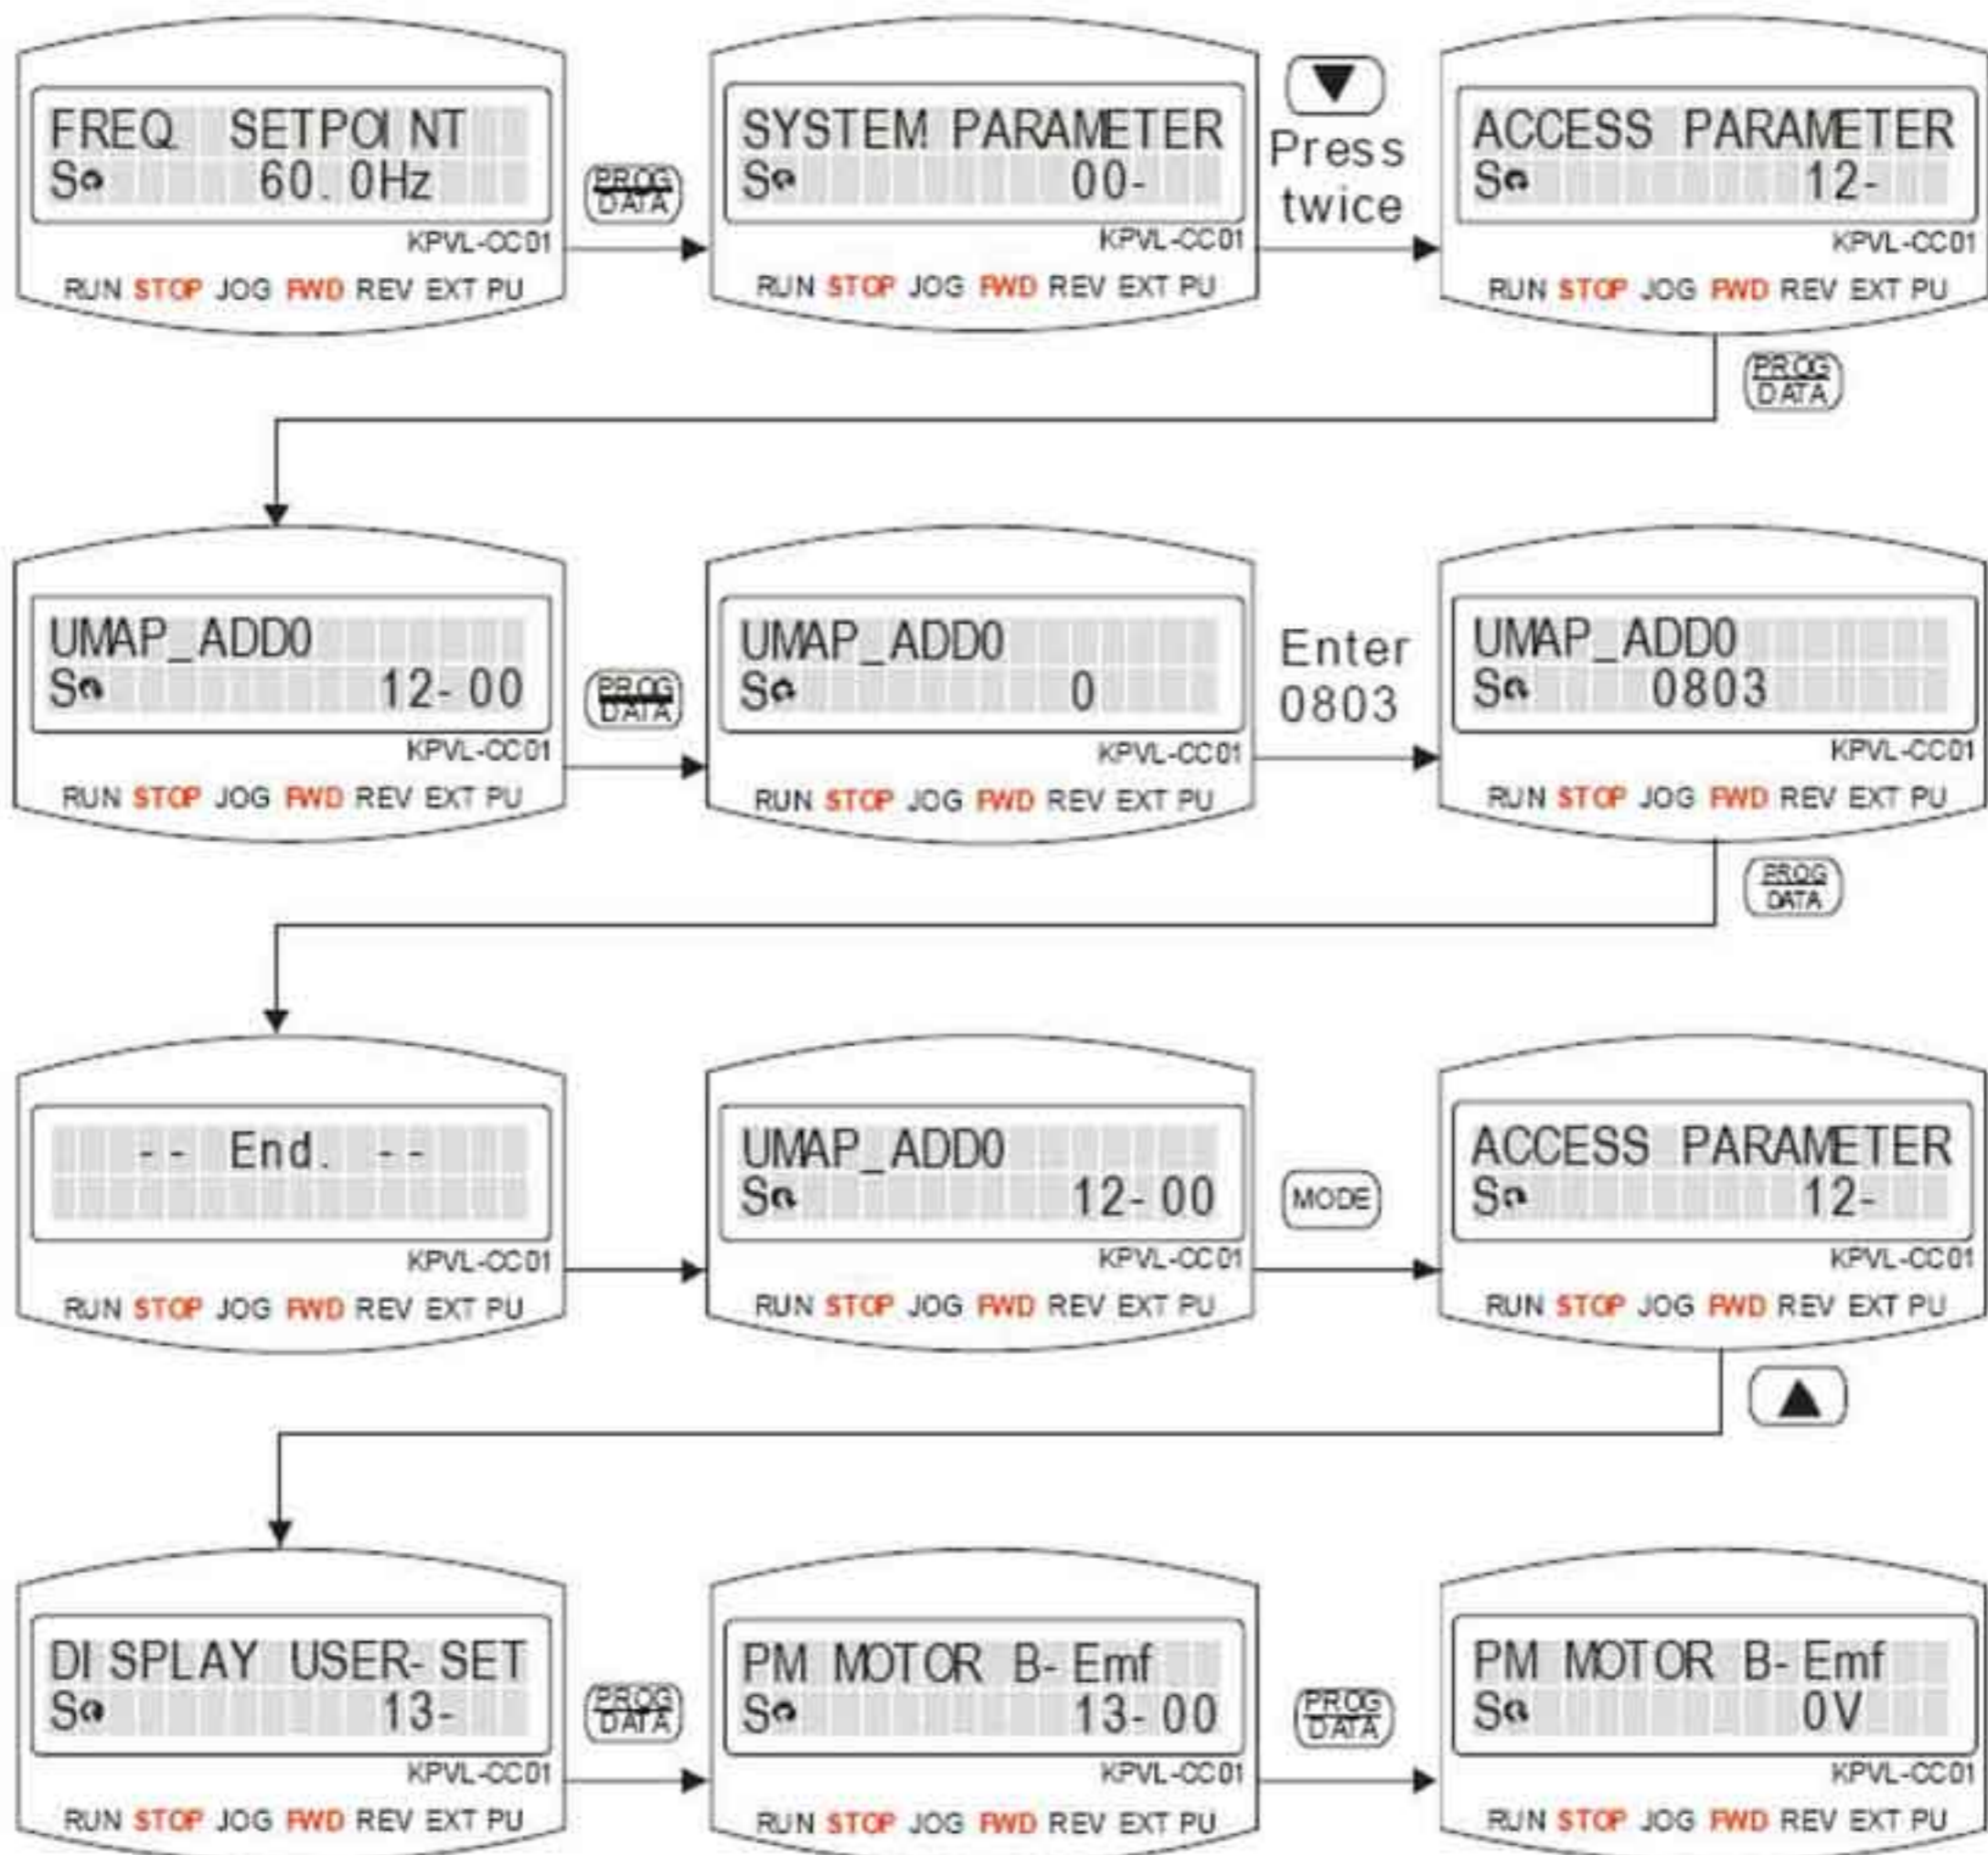 FREQ. SETPOINT
S 60.0Hz
KPVL-CC01
RUN STOP JOG FWD REV EXT PU
PROG
DATA
SYSTEM PARAMETER
S 00-
KPVL-CC01
RUN STOP JOG FWD REV EXT PU
Press
twice
ACCESS PARAMETER
S 12-
KPVL-CC01
RUN STOP JOG FWD REV EXT PU
PROG
DATA
UMAP_ADD0
S 12-00
KPVL-CC01
RUN STOP JOG FWD REV EXT PU
PROG
DATA
UMAP_ADD0
S 0
KPVL-CC01
RUN STOP JOG FWD REV EXT PU
Enter
0803
UMAP_ADD0
S 0803
KPVL-CC01
RUN STOP JOG FWD REV EXT PU
PROG
DATA
-- End. --
KPVL-CC01
RUN STOP JOG FWD REV EXT PU
UMAP_ADD0
S 12-00
KPVL-CC01
RUN STOP JOG FWD REV EXT PU
MODE
ACCESS PARAMETER
S 12-
KPVL-CC01
RUN STOP JOG FWD REV EXT PU
DISPLAY USER-SET
S 13-
KPVL-CC01
RUN STOP JOG FWD REV EXT PU
PROG
DATA
PM MOTOR B-Emf
S 13-00
KPVL-CC01
RUN STOP JOG FWD REV EXT PU
PROG
DATA
PM MOTOR B-Emf
S 0V
KPVL-CC01
RUN STOP JOG FWD REV EXT PU